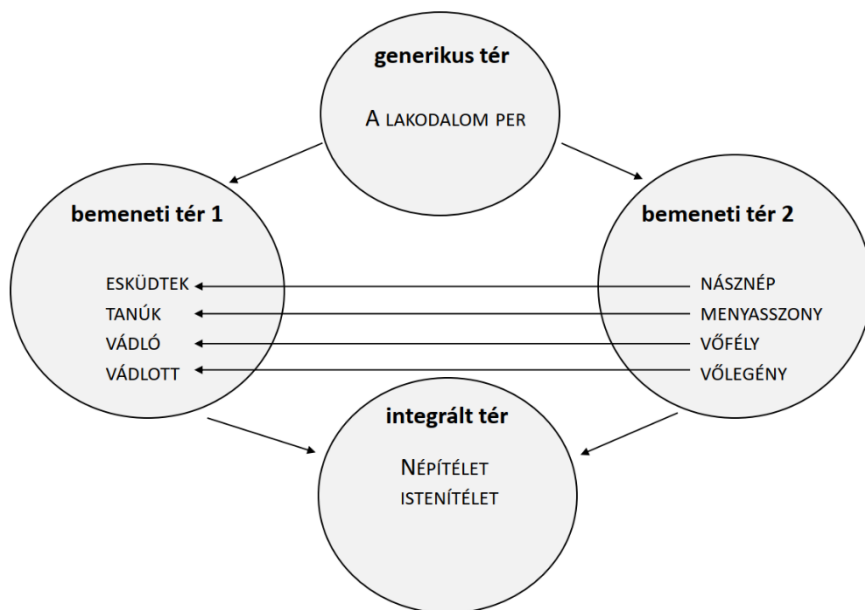 generikus tér
A LAKODALOM PER
bemeneti tér 1
ESKÜDTEK
TANÚK
VÁDLÓ
VÁDLOTT
bemeneti tér 2
NÁSZNÉP
MENYASSZONY
VŐFÉLY
VŐLEGÉNY
integrált tér
NÉPÍTÉLET
ISTENÍTÉLET